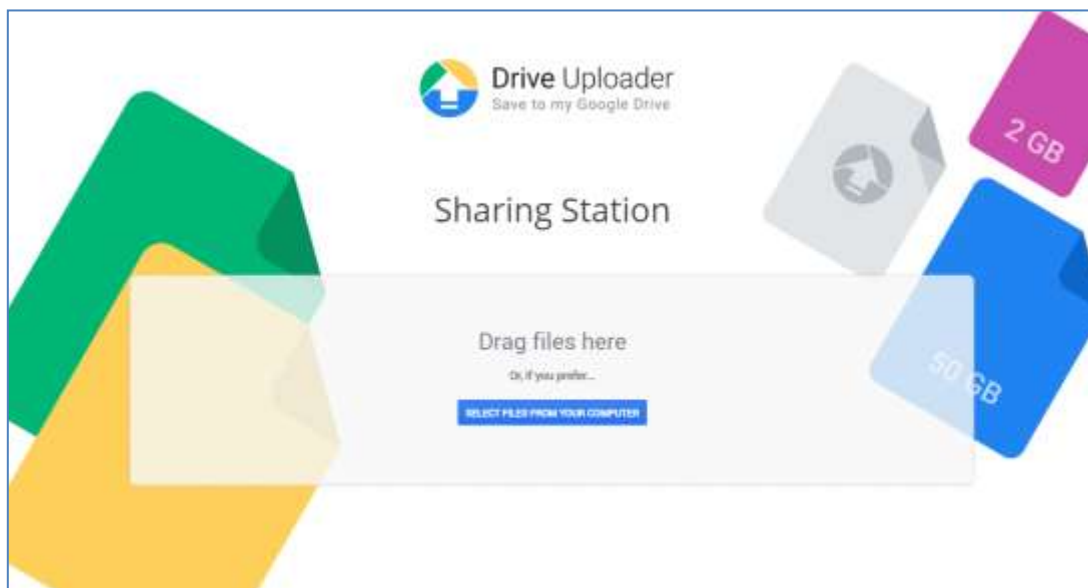 Drive Uploader
Save to my Google Drive
2 GB
Sharing Station
Drag files here
Or, if you prefer...
50 GB
SELECT FILES FROM YOUR COMPUTER